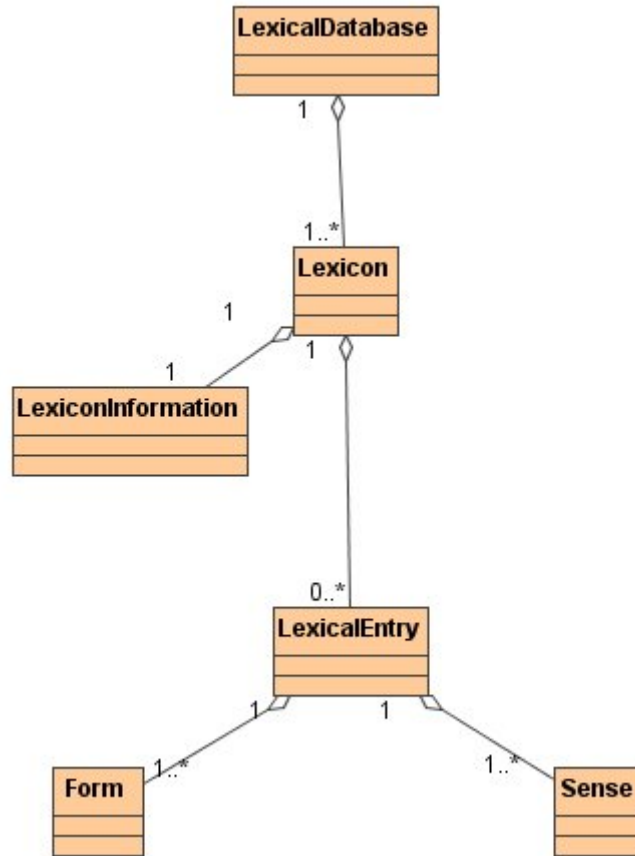 LexicalDatabase
1
1..*
Lexicon
1
1
1
LexiconInformation
0..*
LexicalEntry
1
1
1..*
1..*
Form
Sense